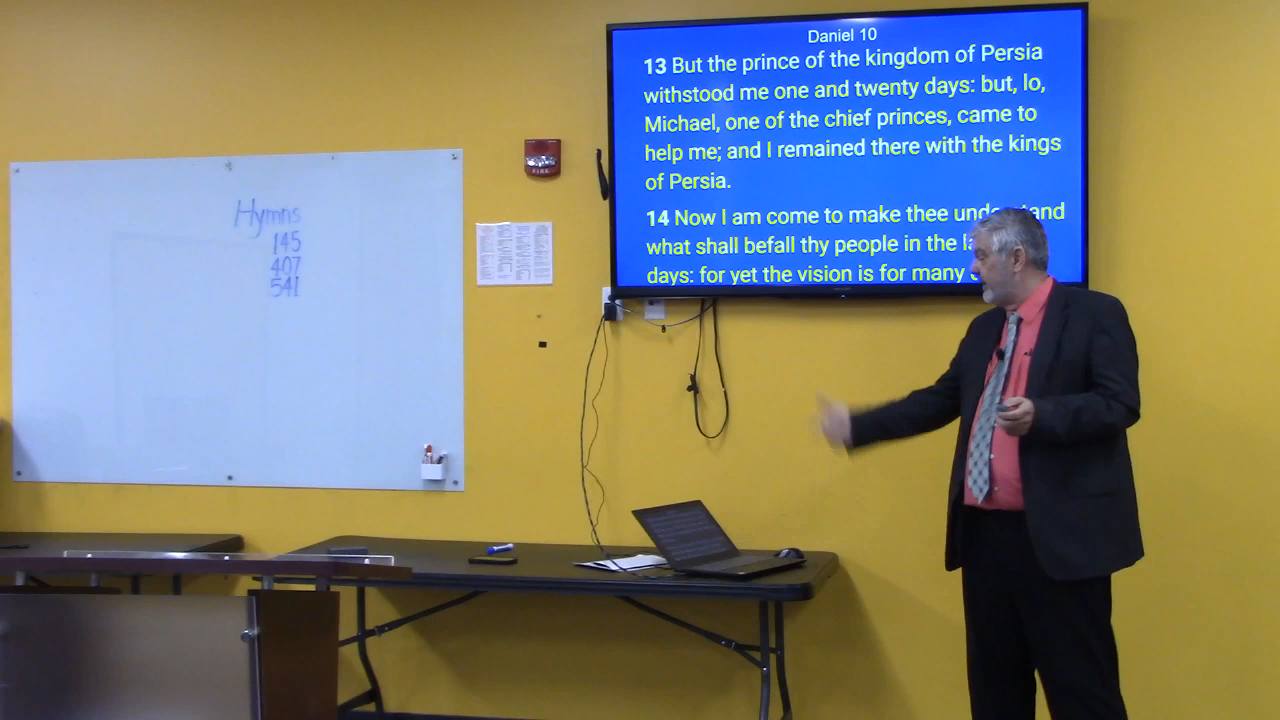 Hymns
145
407
541
FIRE
Daniel 10
13 But the prince of the kingdom of Persia
withstood me one and twenty days: but, lo,
Michael, one of the chief princes, came to
help me; and I remained there with the kings
of Persia.
14 Now I am come to make thee
what shall befall thy people in the
days: for yet the vision is for many